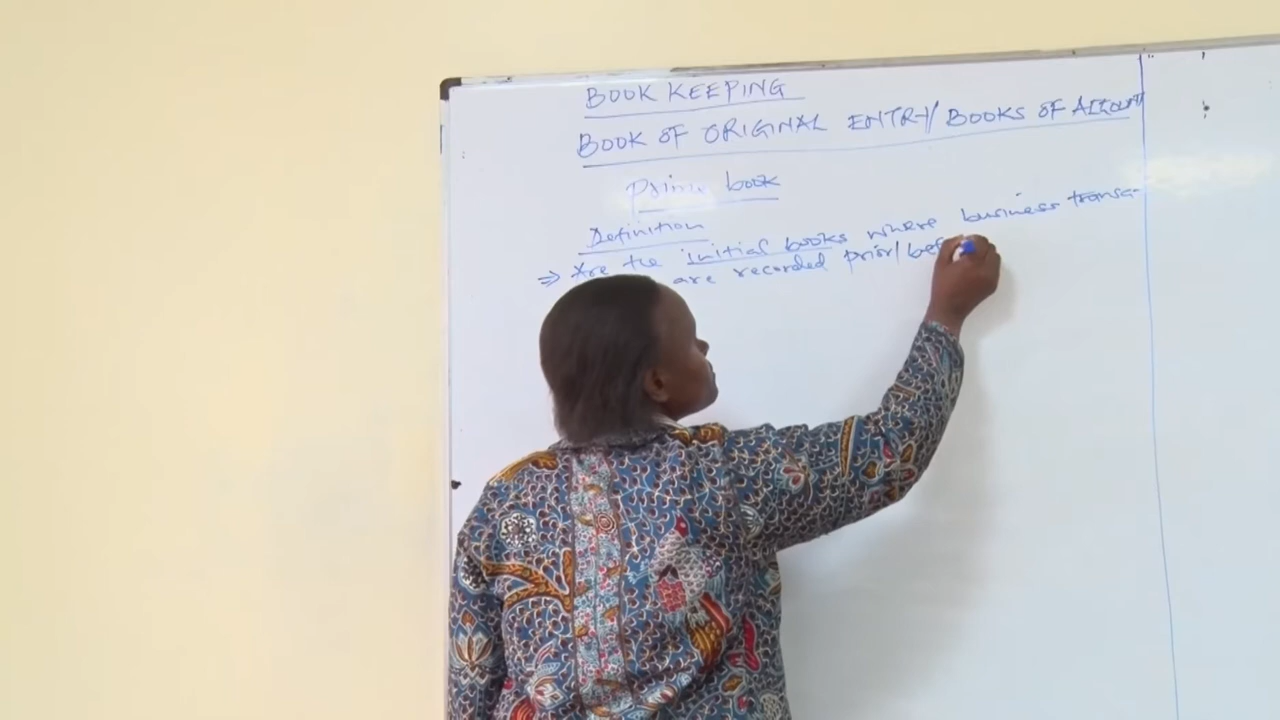 BOOK KEEPING
BOOK OF ORIGINAL ENTRY/BOOKS OF ACCOUNT
Prime book
Definition
⇒ Are the initial books where business transa-
are recorded prior/bef